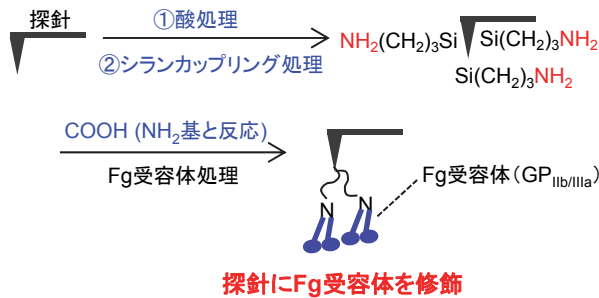 探針
①酸処理
②シランカップリング処理
NH2(CH2)3Si
Si(CH2)3NH2
Si(CH2)3NH2
COOH (NH2基と反応)
Fg受容体処理
N
N
Fg受容体(GPIIb/IIIa)
探針にFg受容体を修飾